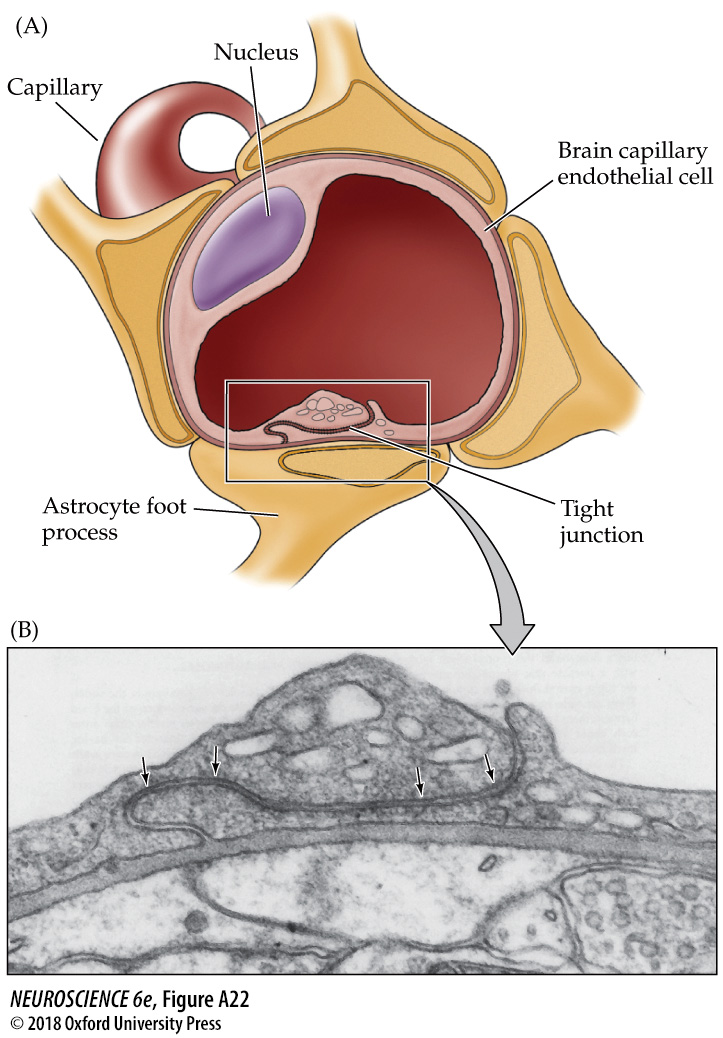 (A)
Nucleus
Capillary
Brain capillary
endothelial cell
Astrocyte foot
process
Tight
junction
(B)
NEUROSCIENCE 6e, Figure A22
© 2018 Oxford University Press